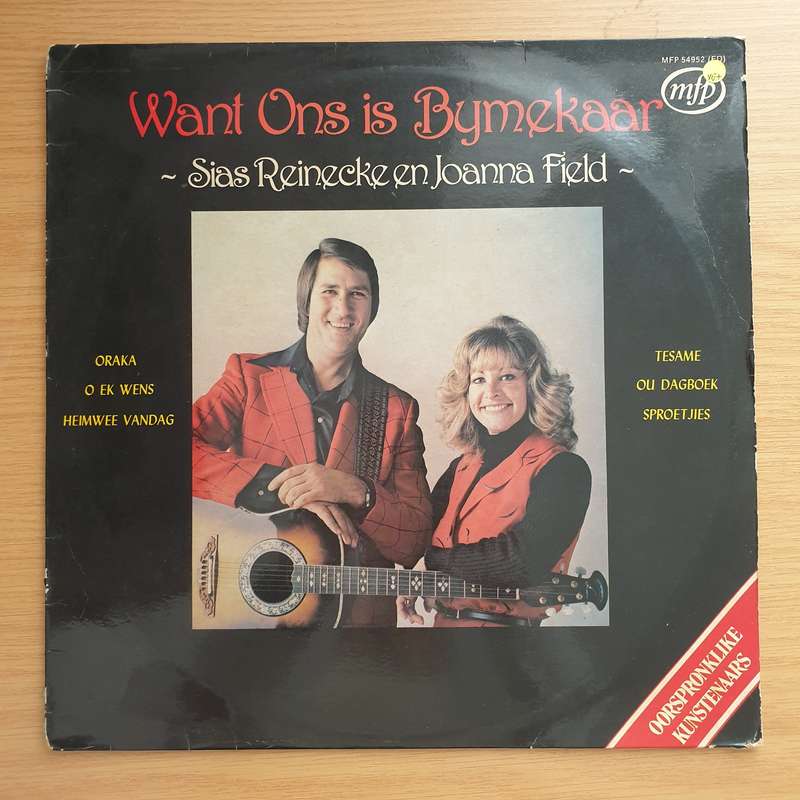 MFP 54952 (ED)
mfp
VG+
Want Ons is Bymekaar
~ Sias Reinecke en Joanna Field ~
ORAKA
O EK WENS
HEIMWEE VANDAG
TESAME
OU DAGBOEK
SPROETJIES
OORSPRONKLIKE
KUNSTENAARS